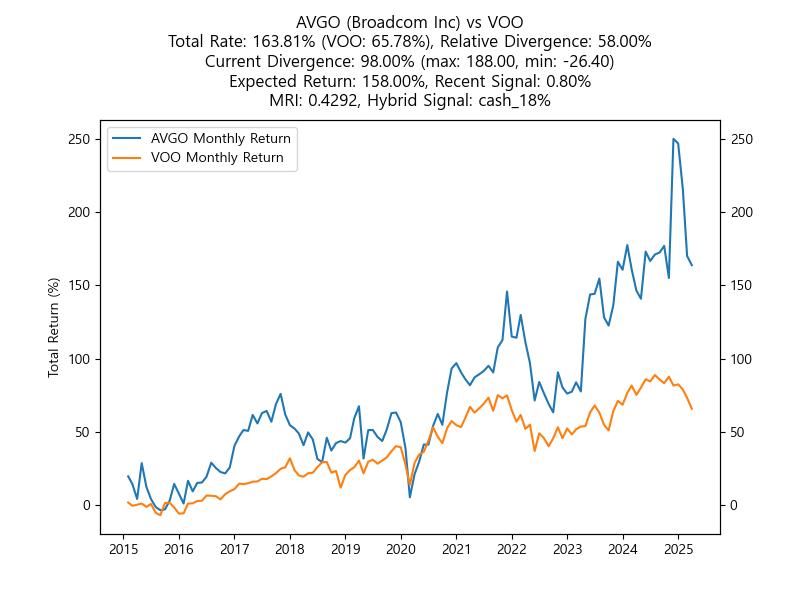 AVGO (Broadcom Inc) vs VOO
Total Rate: 163.81% (VOO: 65.78%), Relative Divergence: 58.00%
Current Divergence: 98.00% (max: 188.00, min: -26.40)
Expected Return: 158.00%, Recent Signal: 0.80%
MRI: 0.4292, Hybrid Signal: cash_18%
AVGO Monthly Return
VOO Monthly Return
Total Return (%)
250
200
150
100
50
0
250
200
150
100
50
0
2015 2016 2017 2018 2019 2020 2021 2022 2023 2024 2025